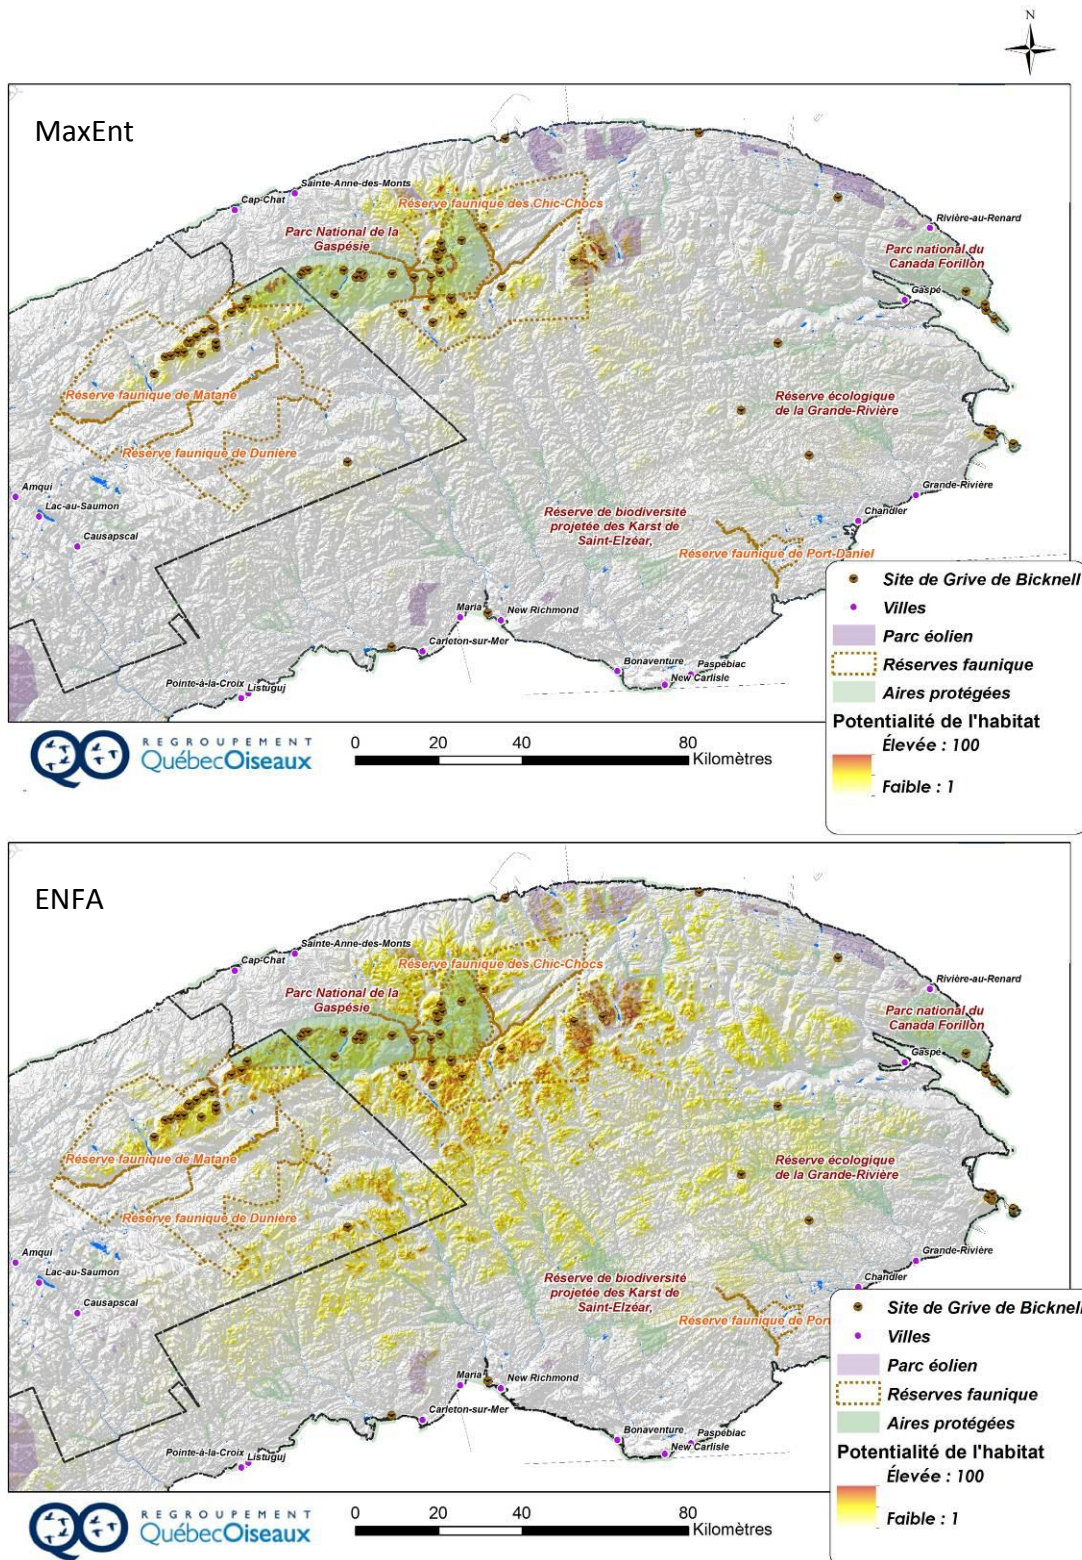 N
MaxEnt
Sainte-Anne-des-Monts
Cap-Chat
Réserve faunique des Chic-Chocs
Parc National de la
Gaspésie
Rivière-au-Renard
Parc national du
Canada Forillon
Gaspé
Réserve faunique de Matane
Réserve écologique
de la Grande-Rivière
Réserve faunique de Dunière
Amqui
Lac-au-Saumon
Causapscal
Grande-Rivière
Chandler
Réserve de biodiversité
projetée des Karst de
Saint-Elzéar,
Réserve faunique de Port-Daniel
Maria
New Richmond
Carleton-sur-Mer
Bonaventure
Paspébiac
New Carlisle
Pointe-à-la-Croix
Listuguj
Site de Grive de Bicknell
Villes
Parc éolien
Réserves faunique
Aires protégées
Potentialité de l'habitat
Élevée : 100
Faible : 1
REGROUPEMENT
QuébecOiseaux
0 20 40 80
Kilomètres
ENFA
Sainte-Anne-des-Monts
Cap-Chat
Réserve faunique des Chic-Chocs
Parc National de la
Gaspésie
Rivière-au-Renard
Parc national du
Canada Forillon
Gaspé
Réserve faunique de Matane
Réserve écologique
de la Grande-Rivière
Réserve faunique de Dunière
Amqui
Lac-au-Saumon
Causapscal
Grande-Rivière
Chandler
Réserve de biodiversité
projetée des Karst de
Saint-Elzéar,
Réserve faunique de Port
Maria
New Richmond
Carleton-sur-Mer
Bonaventure
Paspébiac
New Carlisle
Pointe-à-la-Croix
Listuguj
Site de Grive de Bicknell
Villes
Parc éolien
Réserves faunique
Aires protégées
Potentialité de l'habitat
Élevée : 100
Faible : 1
REGROUPEMENT
QuébecOiseaux
0 20 40 80
Kilomètres